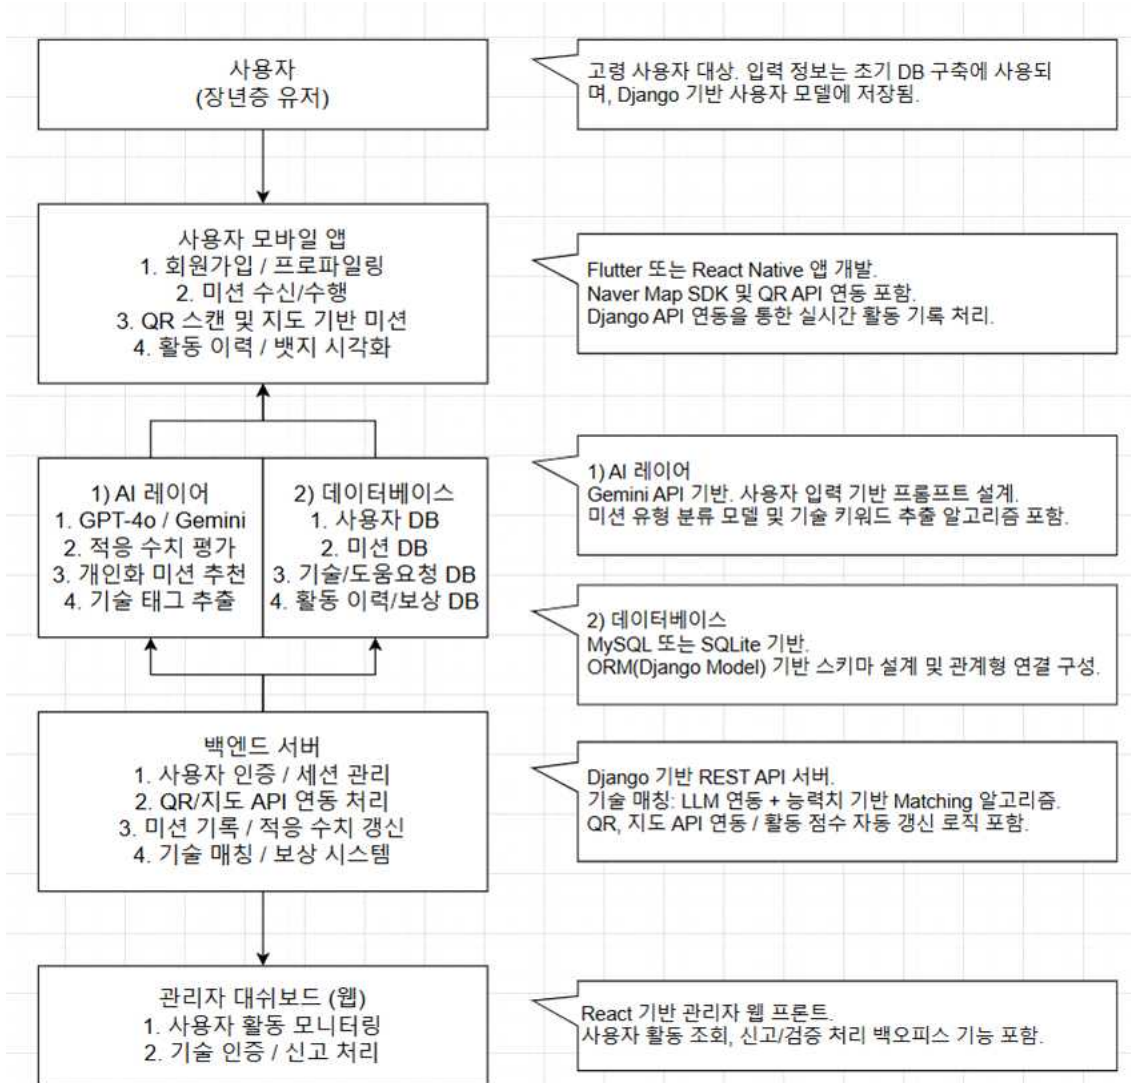 사용자
(장년층 유저)
고령 사용자 대상. 입력 정보는 초기 DB 구축에 사용되
며, Django 기반 사용자 모델에 저장됨.
사용자 모바일 앱
1. 회원가입 / 프로파일링
2. 미션 수신/수행
3. QR 스캔 및 지도 기반 미션
4. 활동 이력 / 뱃지 시각화
Flutter 또는 React Native 앱 개발.
Naver Map SDK 및 QR API 연동 포함.
Django API 연동을 통한 실시간 활동 기록 처리.
1) AI 레이어
1. GPT-4o / Gemini
2. 적응 수치 평가
3. 개인화 미션 추천
4. 기술 태그 추출
2) 데이터베이스
1. 사용자 DB
2. 미션 DB
3. 기술/도움요청 DB
4. 활동 이력/보상 DB
1) AI 레이어
Gemini API 기반. 사용자 입력 기반 프롬프트 설계.
미션 유형 분류 모델 및 기술 키워드 추출 알고리즘 포함.
2) 데이터베이스
MySQL 또는 SQLite 기반.
ORM(Django Model) 기반 스키마 설계 및 관계형 연결 구성.
백엔드 서버
1. 사용자 인증 / 세션 관리
2. QR/지도 API 연동 처리
3. 미션 기록 / 적응 수치 갱신
4. 기술 매칭 / 보상 시스템
Django 기반 REST API 서버.
기술 매칭: LLM 연동 + 능력치 기반 Matching 알고리즘.
QR, 지도 API 연동 / 활동 점수 자동 갱신 로직 포함.
관리자 대쉬보드 (웹)
1. 사용자 활동 모니터링
2. 기술 인증 / 신고 처리
React 기반 관리자 웹 프론트.
사용자 활동 조회, 신고/검증 처리 백오피스 기능 포함.